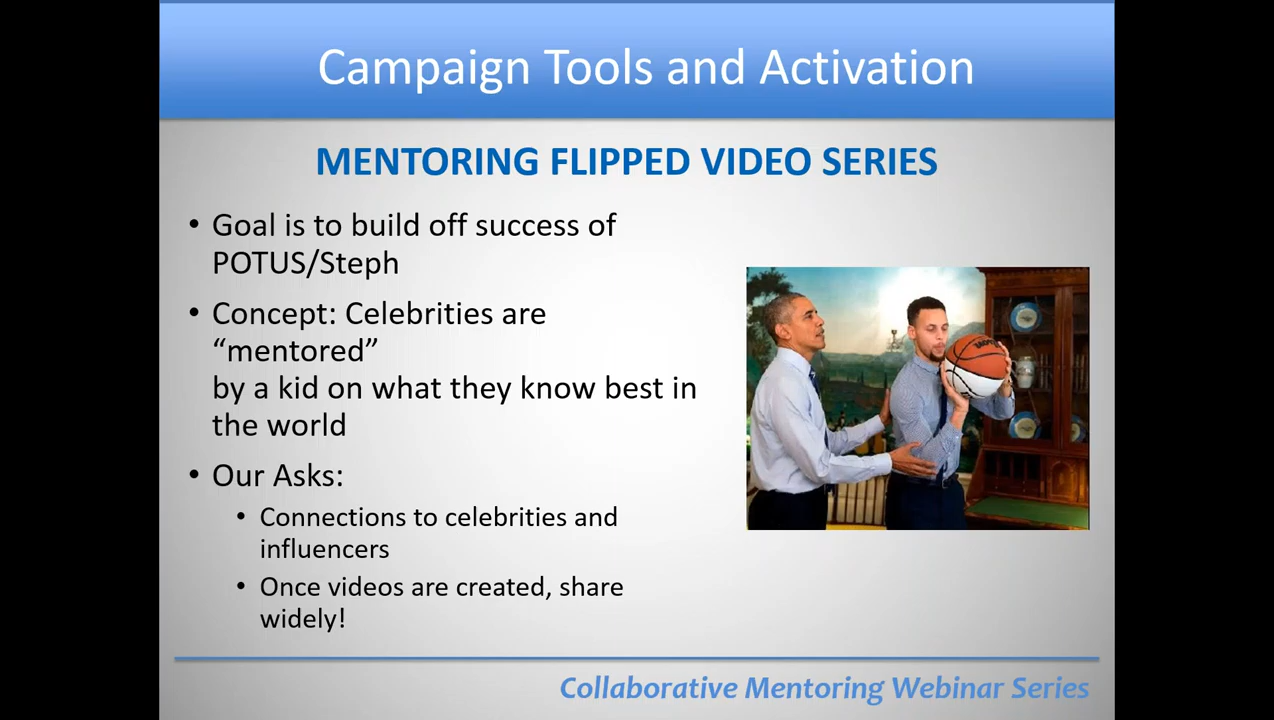 Campaign Tools and Activation
MENTORING FLIPPED VIDEO SERIES
• Goal is to build off success of
POTUS/Steph
• Concept: Celebrities are
“mentored”
by a kid on what they know best in
the world
• Our Asks:
• Connections to celebrities and
influencers
• Once videos are created, share
widely!
Collaborative Mentoring Webinar Series